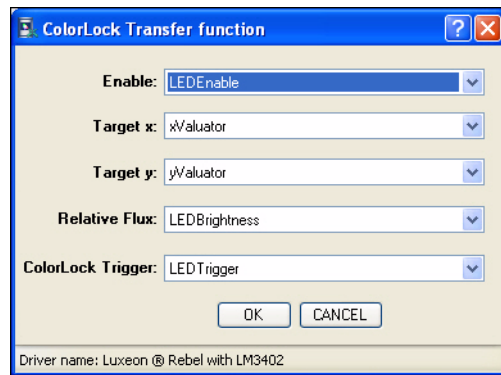 ColorLock Transfer function
Enable: LEDEnable
Target x: xValuator
Target y: yValuator
Relative Flux: LEDBrightness
ColorLock Trigger: LEDTrigger
OK CANCEL
Driver name: Luxeon ® Rebel with LM3402